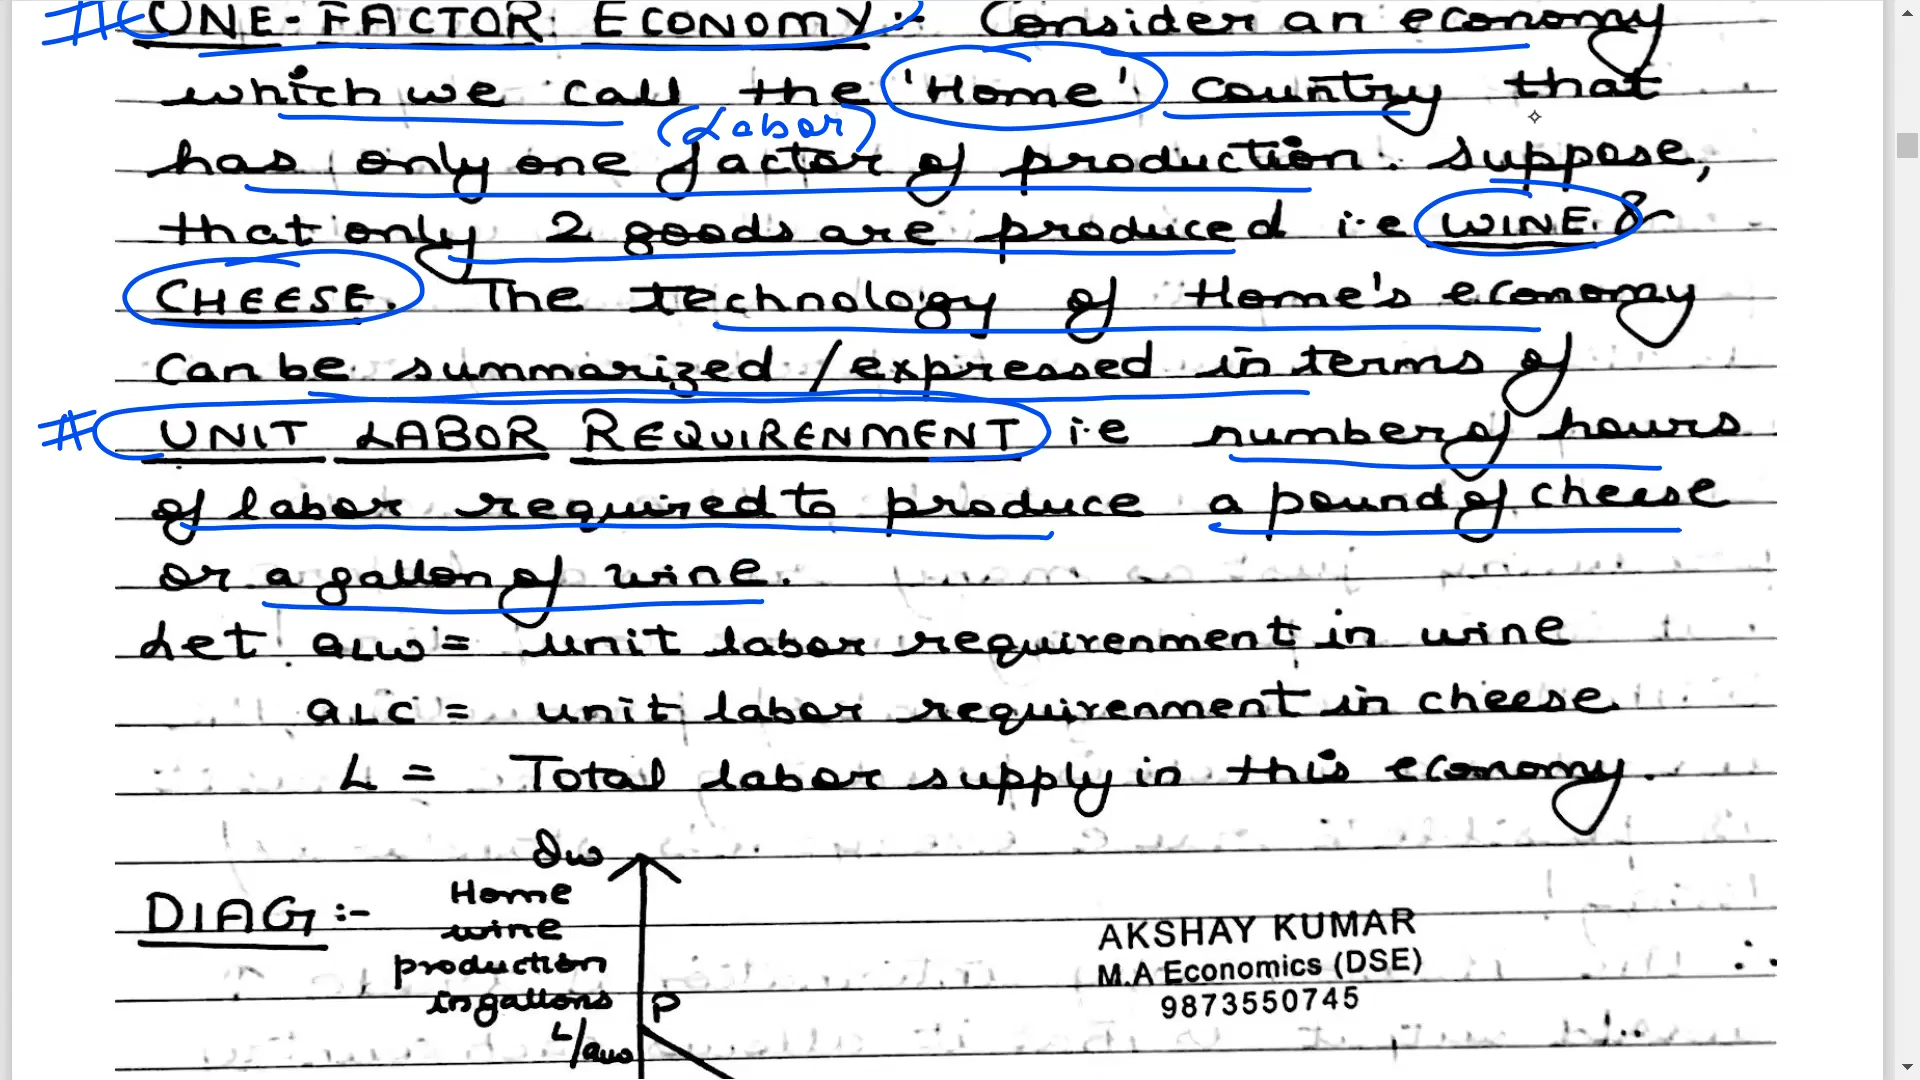 # ONE-FACTOR ECONOMY:- Consider an economy
which we call the 'Home' country that
(Labor)
has only one factor of production. Suppose,
that only 2 goods are produced i.e WINE &
CHEESE. The technology of Home's economy
can be summarized / expressed in terms of
# UNIT LABOR REQUIRENMENT i.e number of hours
of labor required to produce a pound of cheese
or a gallon of wine.
Let aLW = unit labor requirenment in wine
aLC = unit labor requirenment in cheese
L = Total labor supply in this economy.
DIAG:-
Qw
Home
wine
production
in gallons
P
L/aLW
AKSHAY KUMAR
M.A Economics (DSE)
9873550745